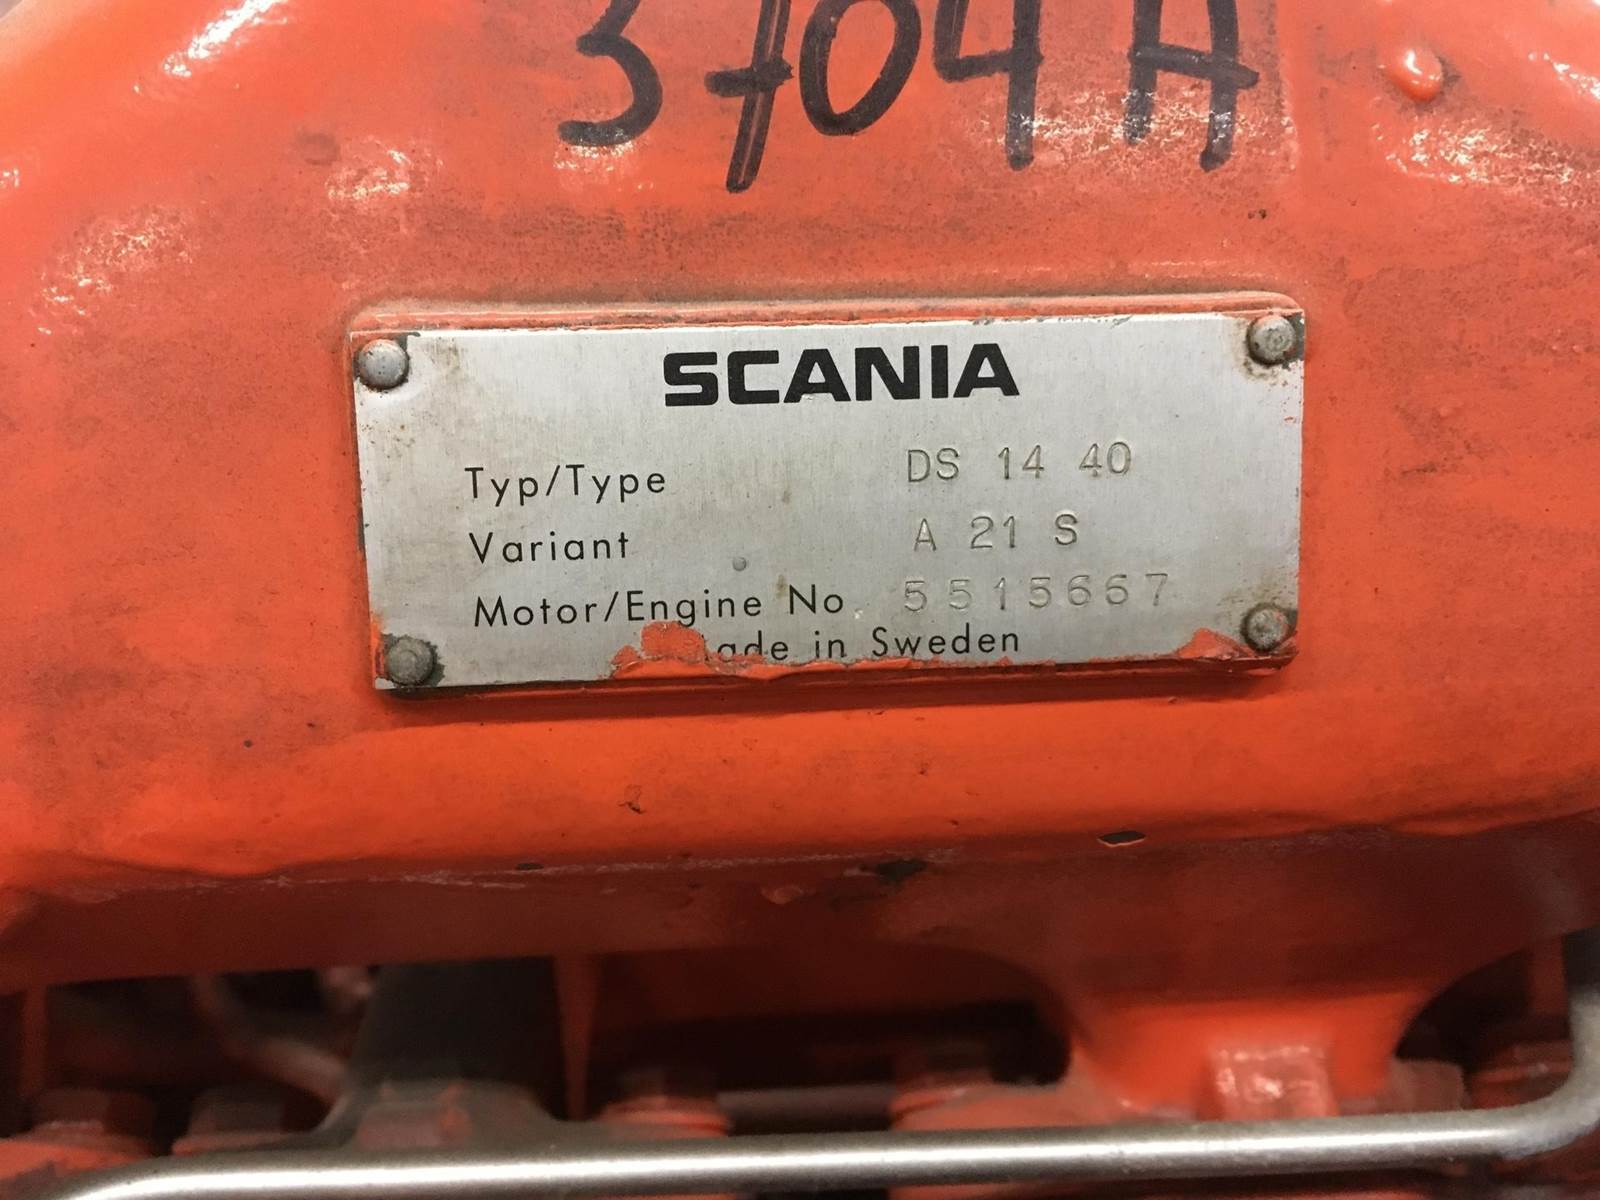 3704A
SCANIA
Typ/Type DS 14 40
Variant A 21 S
Motor/Engine No 5515667
ade in Sweden